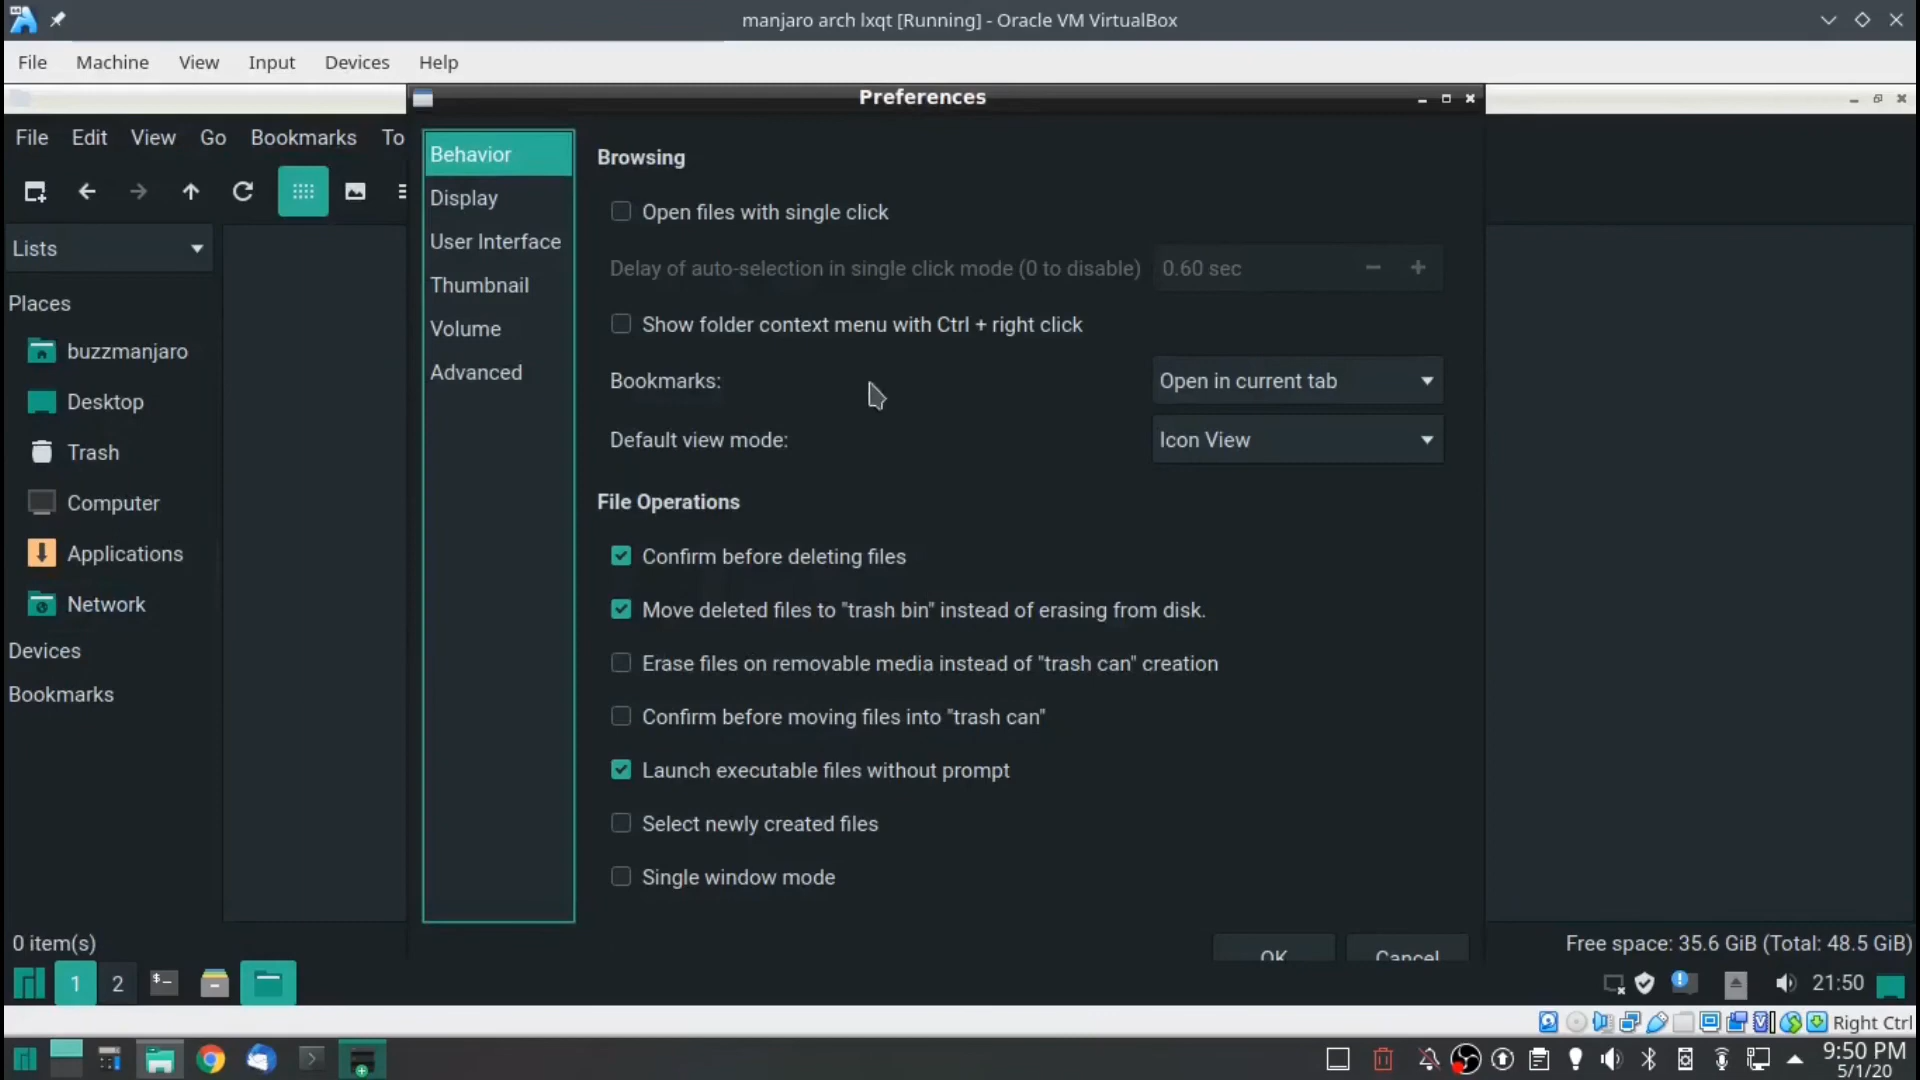 manjaro arch lxqt [Running] - Oracle VM VirtualBox
File Machine View Input Devices Help
Preferences
File Edit View Go Bookmarks To
Lists
Places
buzzmanjaro
Desktop
Trash
Computer
Applications
Network
Devices
Bookmarks
Behavior
Display
User Interface
Thumbnail
Volume
Advanced
Browsing
Open files with single click
Delay of auto-selection in single click mode (0 to disable) 0.60 sec
Show folder context menu with Ctrl + right click
Bookmarks: Open in current tab
Default view mode: Icon View
File Operations
Confirm before deleting files
Move deleted files to "trash bin" instead of erasing from disk.
Erase files on removable media instead of "trash can" creation
Confirm before moving files into "trash can"
Launch executable files without prompt
Select newly created files
Single window mode
OK Cancel
0 item(s)
Free space: 35.6 GiB (Total: 48.5 GiB)
1 2 21:50
Right Ctrl
9:50 PM
5/1/20